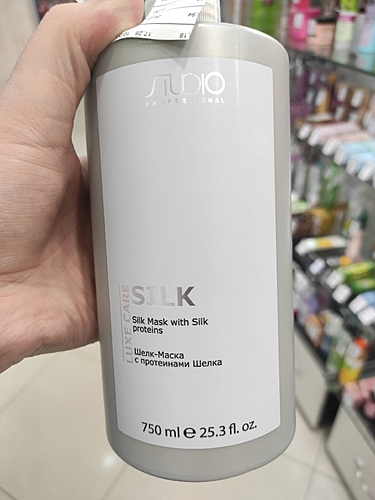 STUDIO
PROFESSIONAL
LUXE CARE
SILK
Silk Mask with Silk
proteins
Шелк-Маска
с протеинами Шелка
750 ml e 25.3 fl. oz.